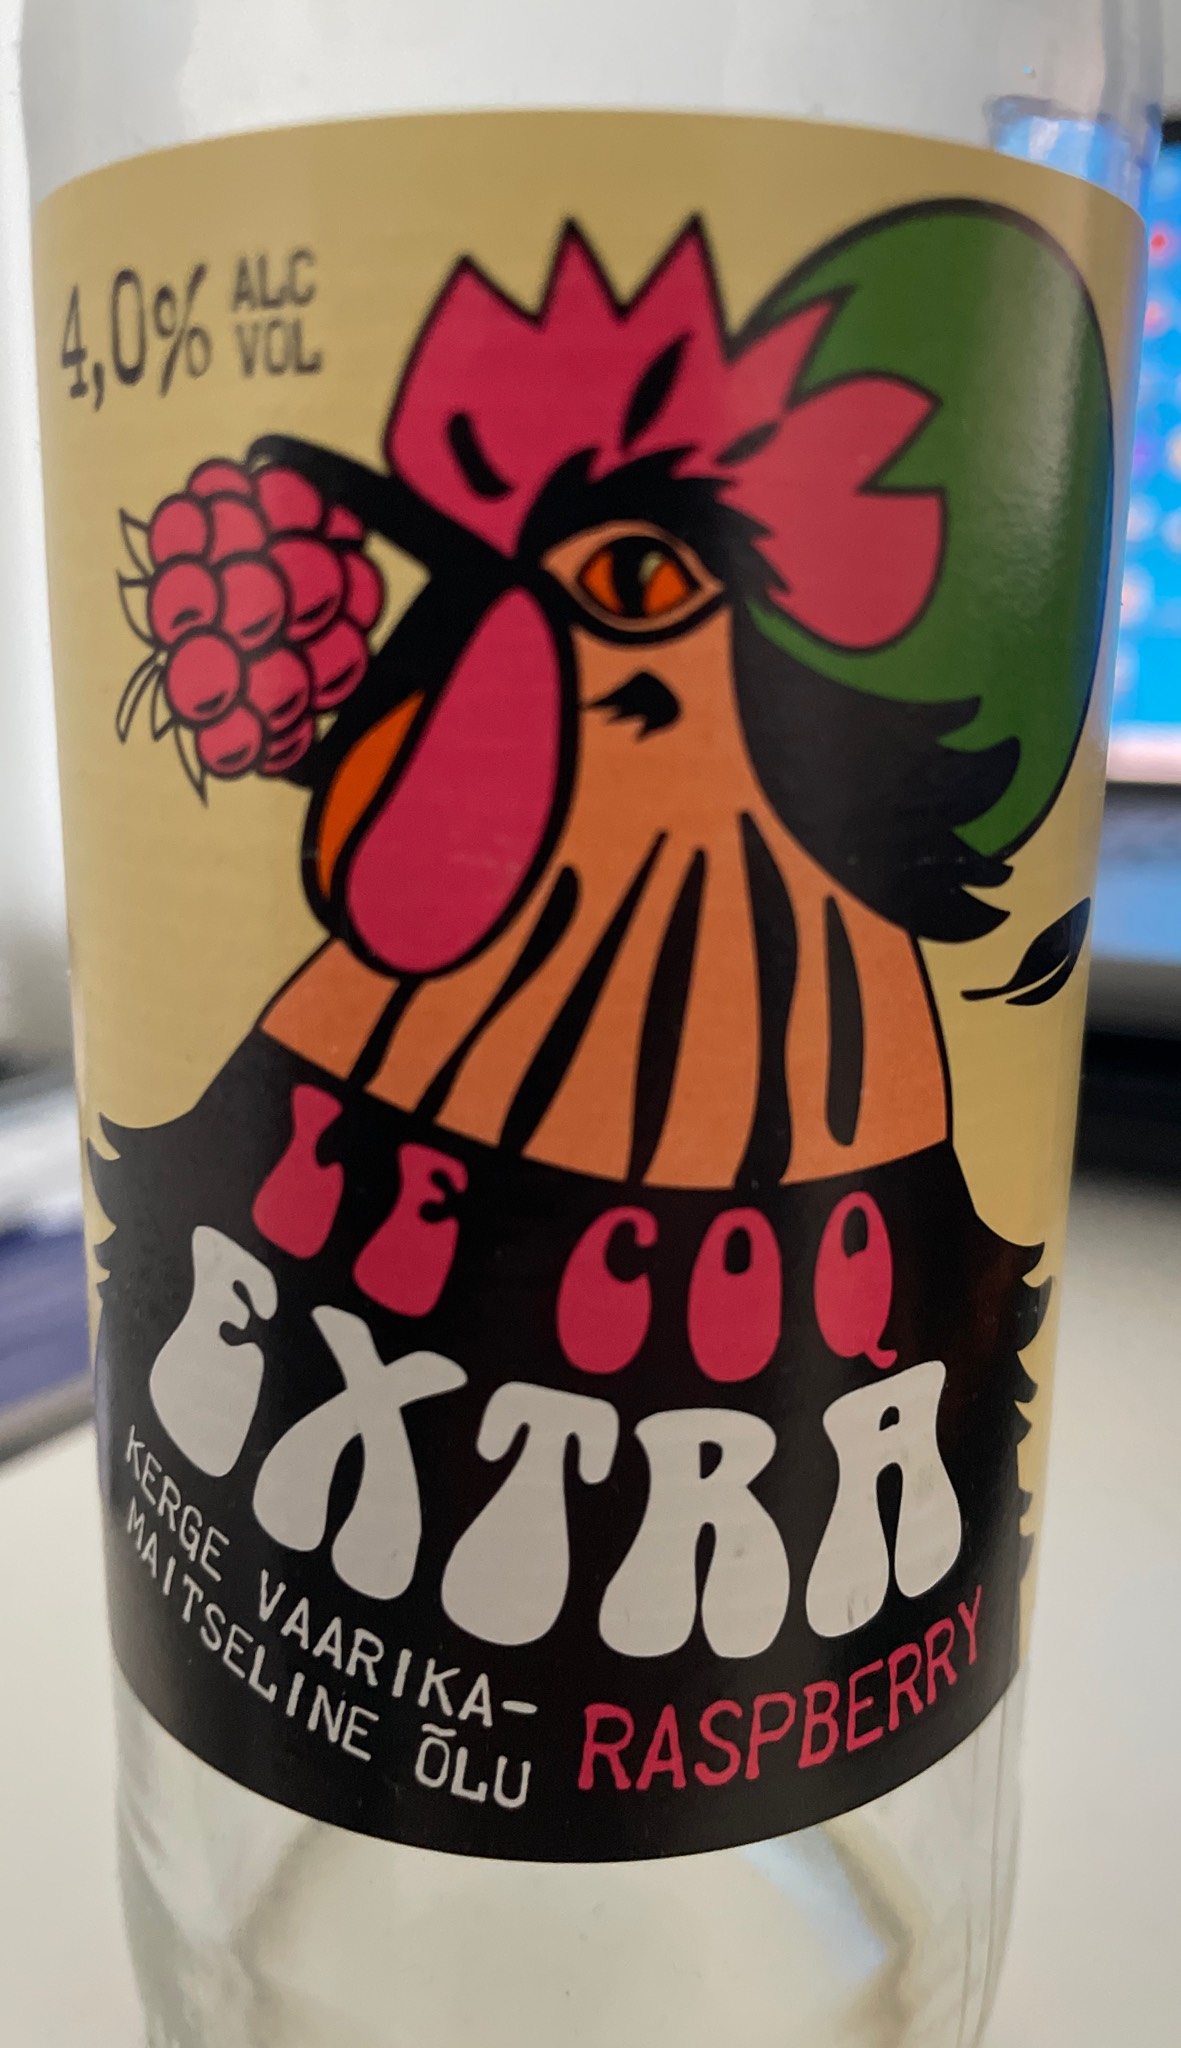 4,0% ALC
VOL
LE COQ
EXTRA
KERGE VAARIKA-
MAITSELINE ÕLU
RASPBERRY